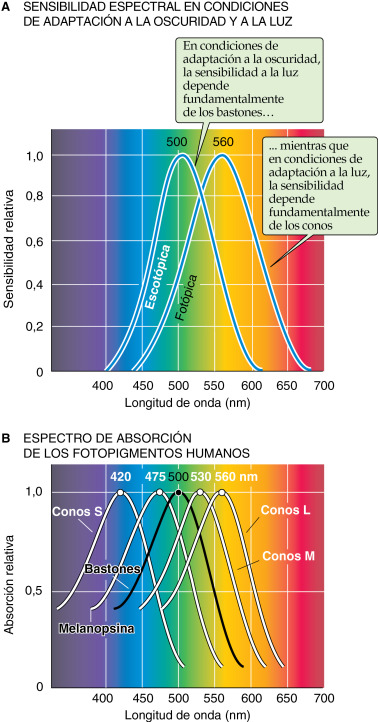 A SENSIBILIDAD ESPECTRAL EN CONDICIONES
DE ADAPTACIÓN A LA OSCURIDAD Y A LA LUZ
En condiciones de
adaptación a la oscuridad,
la sensibilidad a la luz
depende
fundamentalmente
de los bastones…
500 560
... mientras que
en condiciones de
adaptación a la luz,
la sensibilidad
depende
fundamentalmente
de los conos
Sensibilidad relativa
1,0
0,8
0,6
0,4
0,2
0
Escotópica
Fotópica
400 450 500 550 600 650 700
Longitud de onda (nm)
B ESPECTRO DE ABSORCIÓN
DE LOS FOTOPIGMENTOS HUMANOS
420 475 500 530 560 nm
Absorción relativa
1,0
0,5
0
Conos S
Conos L
Conos M
Bastones
Melanopsina
400 450 500 550 600 650 700
Longitud de onda (nm)